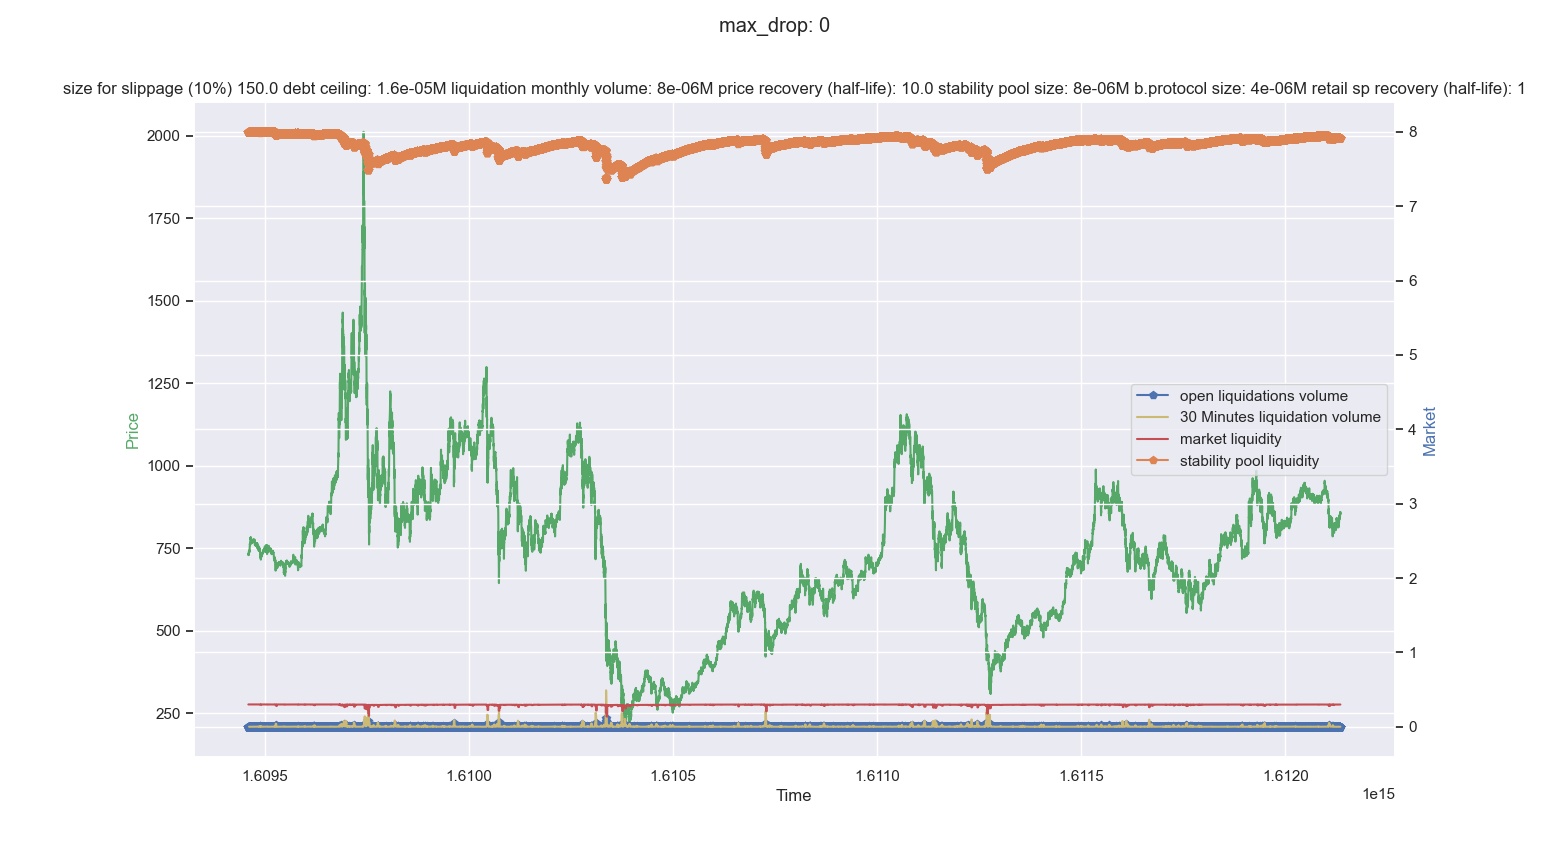 max_drop: 0
size for slippage (10%) 150.0 debt ceiling: 1.6e-05M liquidation monthly volume: 8e-06M price recovery (half-life): 10.0 stability pool size: 8e-06M b.protocol size: 4e-06M retail sp recovery (half-life): 1
2000
1750
1500
1250
1000
750
500
250
Price
8
7
6
5
4
3
2
1
0
Market
open liquidations volume
30 Minutes liquidation volume
market liquidity
stability pool liquidity
1.6095
1.6100
1.6105
1.6110
1.6115
1.6120
1e15
Time